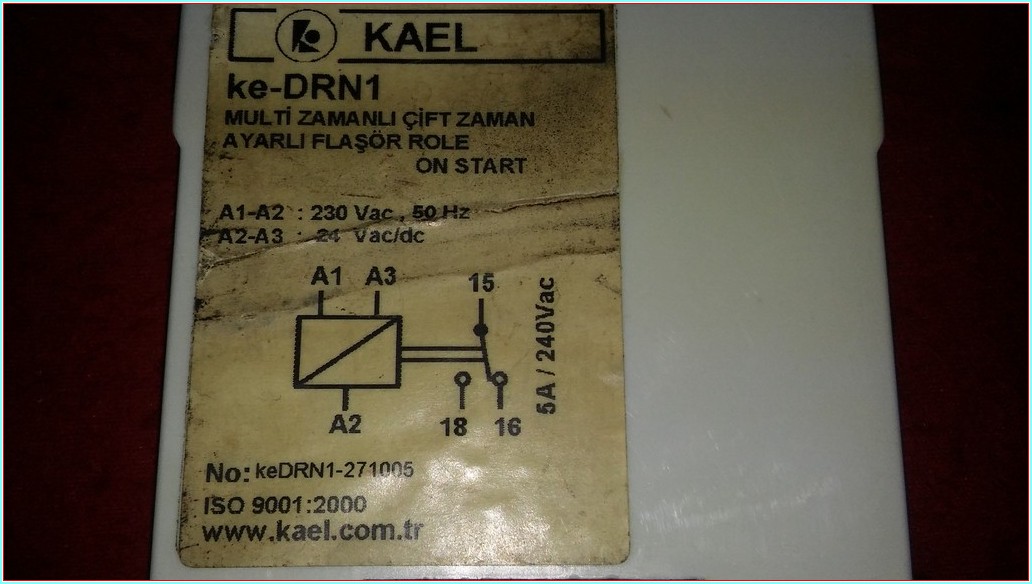 KAEL
ke-DRN1
MULTİ ZAMANLI ÇİFT ZAMAN
AYARLI FLAŞÖR ROLE
ON START
A1-A2 : 230 Vac , 50 Hz
A2-A3 : 24 Vac/dc
A1 A3 15
5A / 240Vac
A2 18 16
No: keDRN1-271005
ISO 9001:2000
www.kael.com.tr